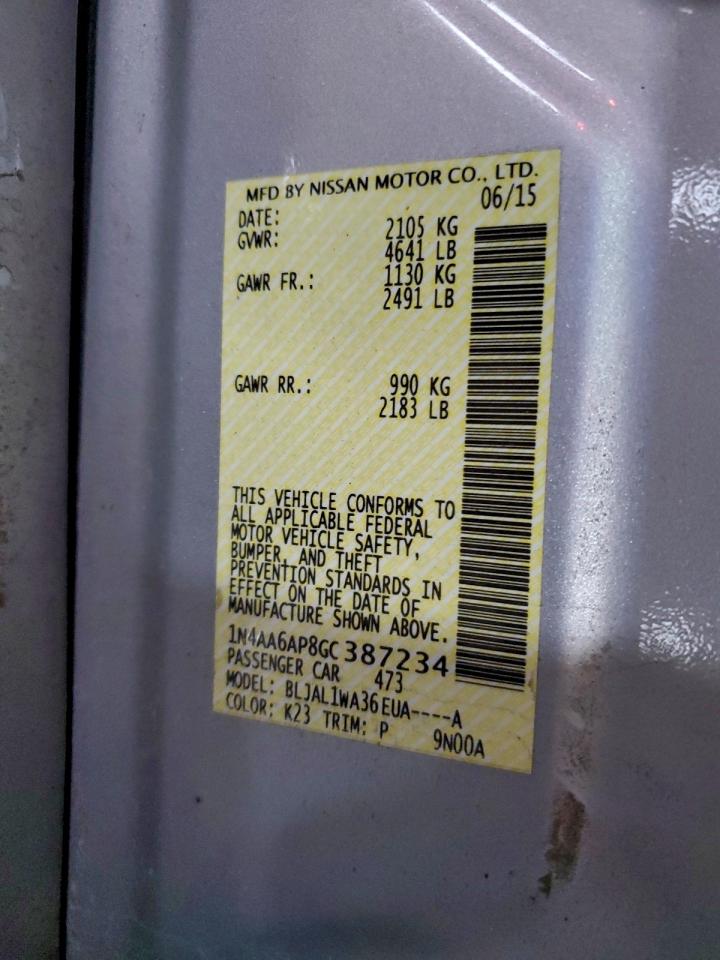 MFD BY NISSAN MOTOR CO., LTD.
DATE: 06/15
GVWR: 2105 KG
4641 LB
GAWR FR.: 1130 KG
2491 LB
GAWR RR.: 990 KG
2183 LB
THIS VEHICLE CONFORMS TO
ALL APPLICABLE FEDERAL
MOTOR VEHICLE SAFETY,
BUMPER, AND THEFT
PREVENTION STANDARDS IN
EFFECT ON THE DATE OF
MANUFACTURE SHOWN ABOVE.
1N4AA6AP8GC387234
PASSENGER CAR 473
MODEL: BLJAL1WA36EUA----A
COLOR: K23 TRIM: P 9N00A